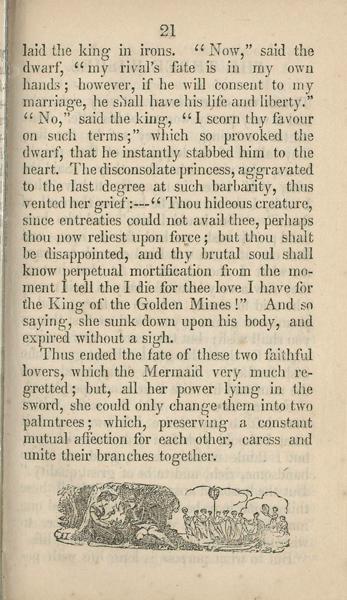 21
laid the king in irons. “ Now,” said the
dwarf, “ my rival’s fate is in my own
hands ; however, if he will consent to my
marriage, he shall have his life and liberty.”
“ No,” said the king, “ I scorn thy favour
on such terms ;” which so provoked the
dwarf, that he instantly stabbed him to the
heart. The disconsolate princess, aggravated
to the last degree at such barbarity, thus
vented her grief :---“ Thou hideous creature,
since entreaties could not avail thee, perhaps
thou now reliest upon force ; but thou shalt
be disappointed, and thy brutal soul shall
know perpetual mortification from the mo-
ment I tell the I die for thee love I have for
the King of the Golden Mines !” And so
saying, she sunk down upon his body, and
expired without a sigh.
Thus ended the fate of these two faithful
lovers, which the Mermaid very much re-
gretted ; but, all her power lying in the
sword, she could only change them into two
palmtrees ; which, preserving a constant
mutual affection for each other, caress and
unite their branches together.